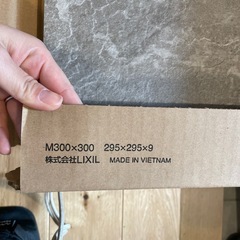 M300×300 295×295×9
株式会社LIXIL MADE IN VIETNAM